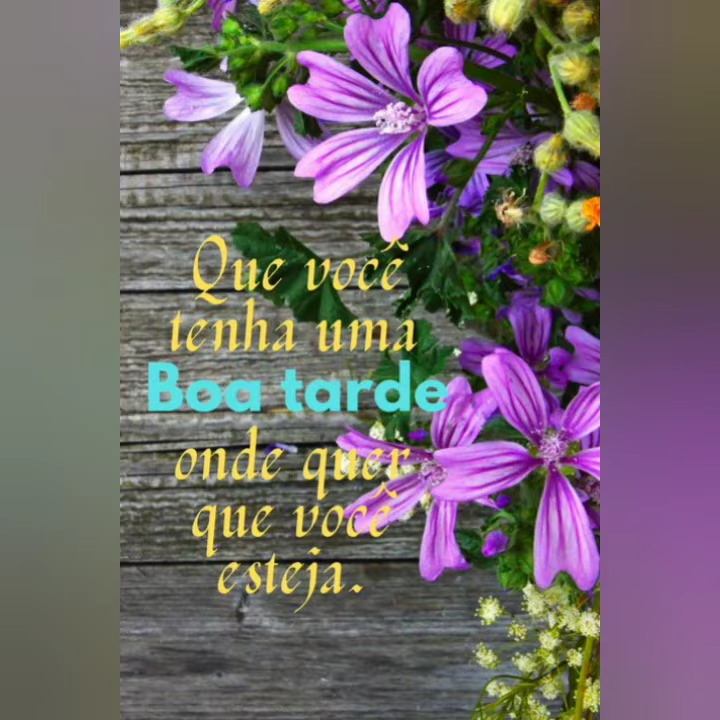 Que você
tenha uma
Boa tarde
onde quer
que você
esteja.